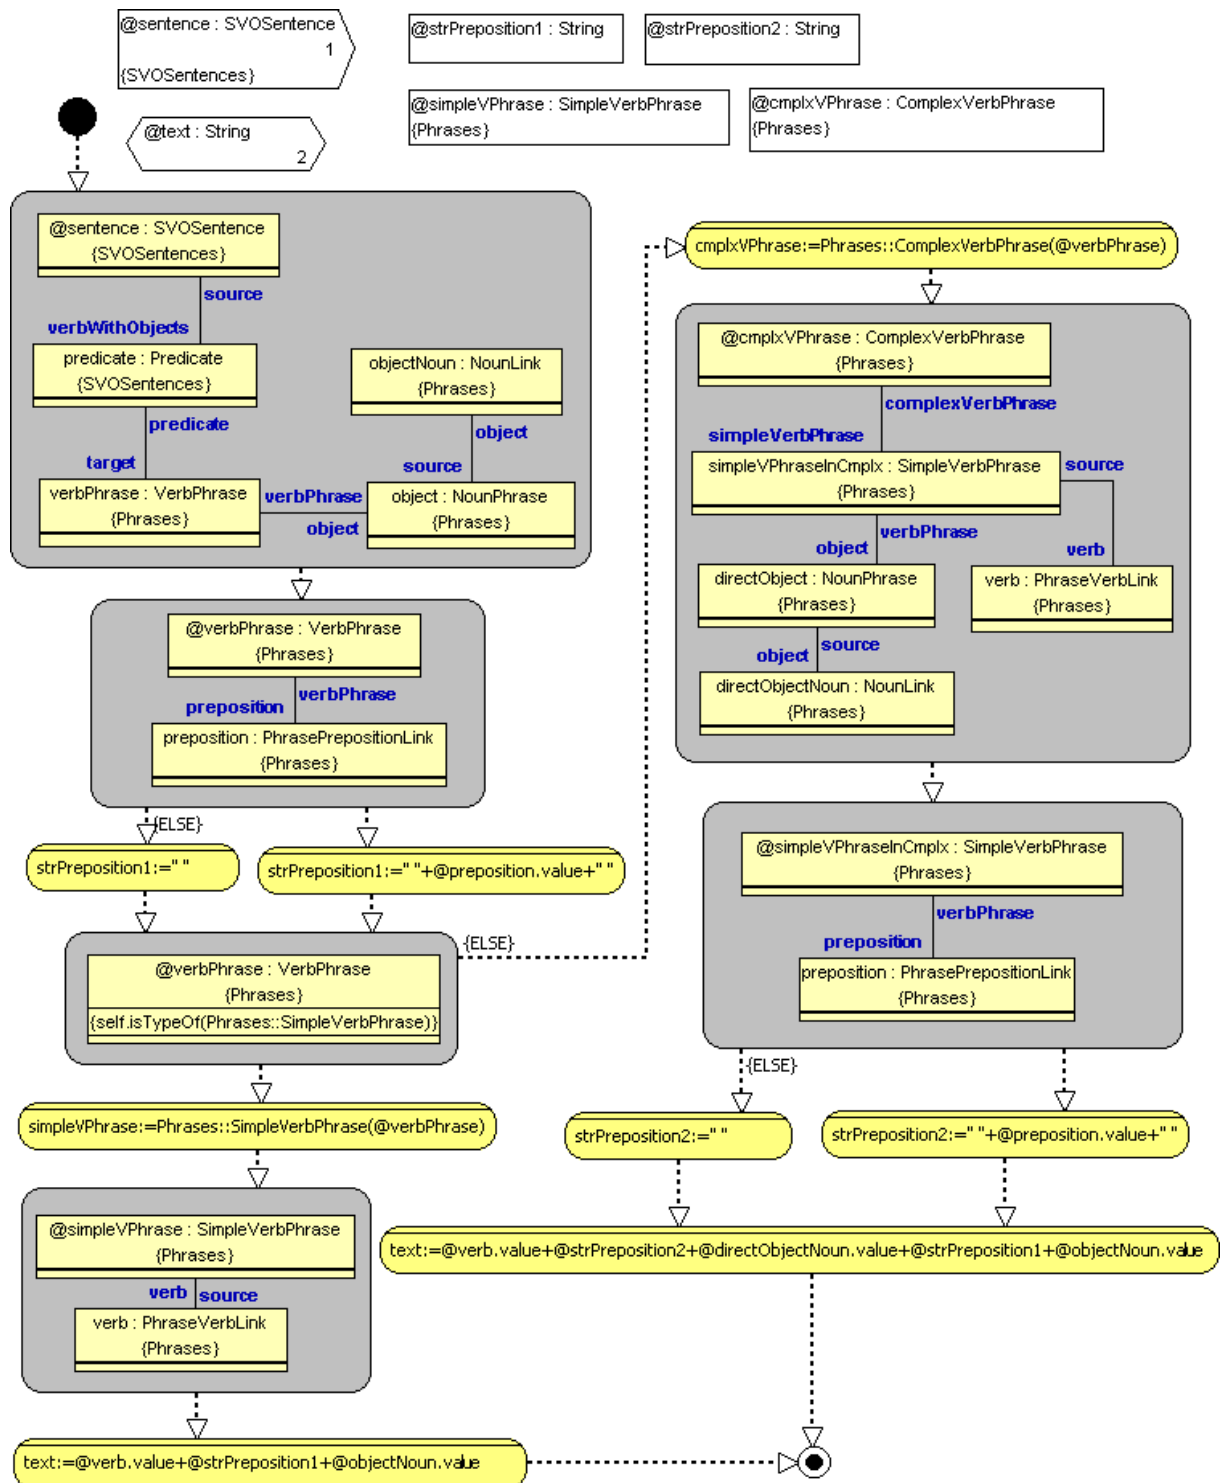 @sentence : SVOSentence
1
{SVOSentences}
@strPreposition1 : String
@strPreposition2 : String
@text : String
2
@simpleVPhrase : SimpleVerbPhrase
{Phrases}
@cmplxVPhrase : ComplexVerbPhrase
{Phrases}
@sentence : SVOSentence
{SVOSentences}
source
verbWithObjects
predicate : Predicate
{SVOSentences}
objectNoun : NounLink
{Phrases}
predicate
object
target
source
verbPhrase : VerbPhrase
{Phrases}
verbPhrase
object
object : NounPhrase
{Phrases}
@verbPhrase : VerbPhrase
{Phrases}
verbPhrase
preposition
preposition : PhrasePrepositionLink
{Phrases}
{ELSE}
strPreposition1:=" "
strPreposition1:=" "+@preposition.value+" "
@verbPhrase : VerbPhrase
{Phrases}
{self.isTypeOf(Phrases::SimpleVerbPhrase)}
{ELSE}
simpleVPhrase:=Phrases::SimpleVerbPhrase(@verbPhrase)
@simpleVPhrase : SimpleVerbPhrase
{Phrases}
verb
source
verb : PhraseVerbLink
{Phrases}
text:=@verb.value+@strPreposition1+@objectNoun.value
cmplxVPhrase:=Phrases::ComplexVerbPhrase(@verbPhrase)
@cmplxVPhrase : ComplexVerbPhrase
{Phrases}
complexVerbPhrase
simpleVerbPhrase
simpleVPhraseInCmplx : SimpleVerbPhrase
{Phrases}
source
verbPhrase
object
verb
directObject : NounPhrase
{Phrases}
verb : PhraseVerbLink
{Phrases}
source
object
directObjectNoun : NounLink
{Phrases}
@simpleVPhraseInCmplx : SimpleVerbPhrase
{Phrases}
verbPhrase
preposition
preposition : PhrasePrepositionLink
{Phrases}
{ELSE}
strPreposition2:=" "
strPreposition2:=" "+@preposition.value+" "
text:=@verb.value+@strPreposition2+@directObjectNoun.value+@strPreposition1+@objectNoun.value